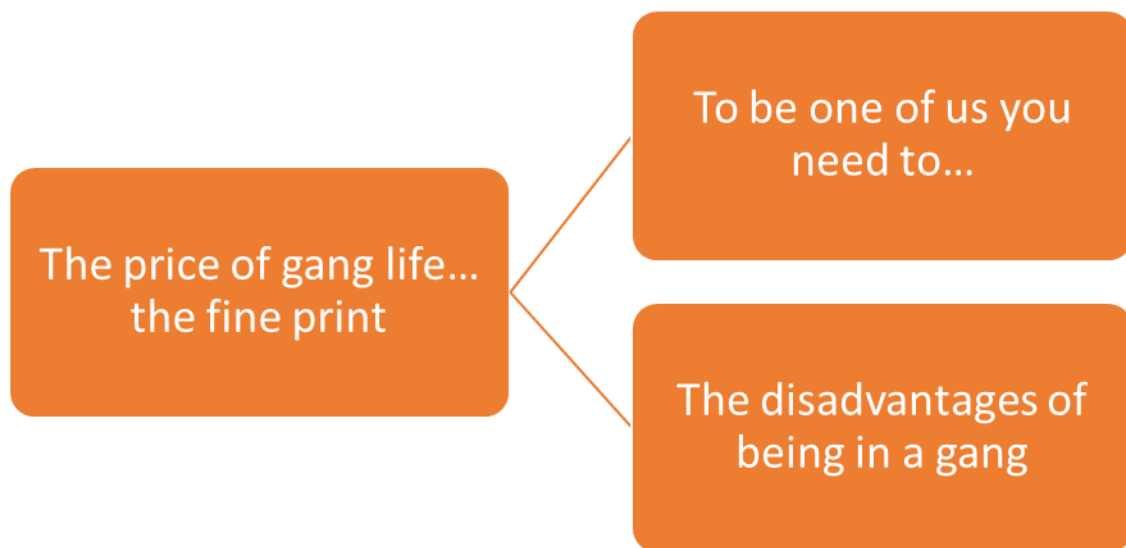 The price of gang life...
the fine print
To be one of us you
need to...
The disadvantages of
being in a gang